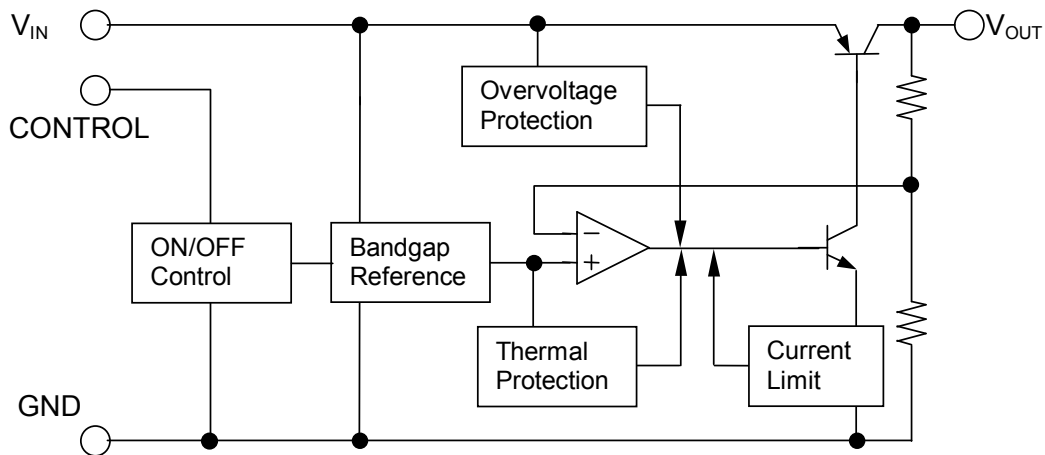 V_IN
V_OUT
CONTROL
Overvoltage
Protection
ON/OFF
Control
Bandgap
Reference
−
+
Thermal
Protection
Current
Limit
GND